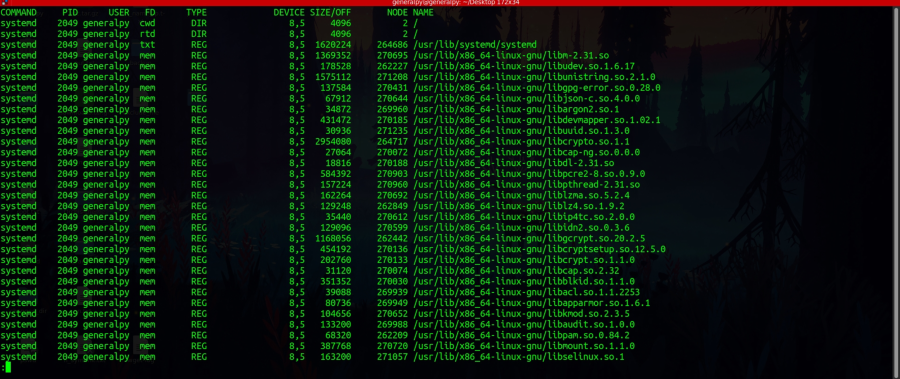 generalpy@generalpy: ~/Desktop 172x34
COMMAND PID USER FD TYPE DEVICE SIZE/OFF NODE NAME
systemd 2049 generalpy cwd DIR 8,5 4096 2 /
systemd 2049 generalpy rtd DIR 8,5 4096 2 /
systemd 2049 generalpy txt REG 8,5 1620224 264686 /usr/lib/systemd/systemd
systemd 2049 generalpy mem REG 8,5 1369352 270695 /usr/lib/x86_64-linux-gnu/libm-2.31.so
systemd 2049 generalpy mem REG 8,5 178528 262227 /usr/lib/x86_64-linux-gnu/libudev.so.1.6.17
systemd 2049 generalpy mem REG 8,5 1575112 271208 /usr/lib/x86_64-linux-gnu/libunistring.so.2.1.0
systemd 2049 generalpy mem REG 8,5 137584 270431 /usr/lib/x86_64-linux-gnu/libgpg-error.so.0.28.0
systemd 2049 generalpy mem REG 8,5 67912 270644 /usr/lib/x86_64-linux-gnu/libjson-c.so.4.0.0
systemd 2049 generalpy mem REG 8,5 34872 269960 /usr/lib/x86_64-linux-gnu/libargon2.so.1
systemd 2049 generalpy mem REG 8,5 431472 270185 /usr/lib/x86_64-linux-gnu/libdevmapper.so.1.02.1
systemd 2049 generalpy mem REG 8,5 30936 271235 /usr/lib/x86_64-linux-gnu/libuuid.so.1.3.0
systemd 2049 generalpy mem REG 8,5 2954080 264717 /usr/lib/x86_64-linux-gnu/libcrypto.so.1.1
systemd 2049 generalpy mem REG 8,5 27064 270072 /usr/lib/x86_64-linux-gnu/libcap-ng.so.0.0.0
systemd 2049 generalpy mem REG 8,5 18816 270188 /usr/lib/x86_64-linux-gnu/libdl-2.31.so
systemd 2049 generalpy mem REG 8,5 584392 270903 /usr/lib/x86_64-linux-gnu/libpcre2-8.so.0.9.0
systemd 2049 generalpy mem REG 8,5 157224 270960 /usr/lib/x86_64-linux-gnu/libpthread-2.31.so
systemd 2049 generalpy mem REG 8,5 162264 270692 /usr/lib/x86_64-linux-gnu/liblzma.so.5.2.4
systemd 2049 generalpy mem REG 8,5 129248 262849 /usr/lib/x86_64-linux-gnu/liblz4.so.1.9.2
systemd 2049 generalpy mem REG 8,5 35440 270612 /usr/lib/x86_64-linux-gnu/libip4tc.so.2.0.0
systemd 2049 generalpy mem REG 8,5 129096 270599 /usr/lib/x86_64-linux-gnu/libidn2.so.0.3.6
systemd 2049 generalpy mem REG 8,5 1168056 262442 /usr/lib/x86_64-linux-gnu/libgcrypt.so.20.2.5
systemd 2049 generalpy mem REG 8,5 454192 270136 /usr/lib/x86_64-linux-gnu/libcryptsetup.so.12.5.0
systemd 2049 generalpy mem REG 8,5 202760 270133 /usr/lib/x86_64-linux-gnu/libcrypt.so.1.1.0
systemd 2049 generalpy mem REG 8,5 31120 270074 /usr/lib/x86_64-linux-gnu/libcap.so.2.32
systemd 2049 generalpy mem REG 8,5 351352 270030 /usr/lib/x86_64-linux-gnu/libblkid.so.1.1.0
systemd 2049 generalpy mem REG 8,5 39088 269939 /usr/lib/x86_64-linux-gnu/libacl.so.1.1.2253
systemd 2049 generalpy mem REG 8,5 80736 269949 /usr/lib/x86_64-linux-gnu/libapparmor.so.1.6.1
systemd 2049 generalpy mem REG 8,5 104656 270652 /usr/lib/x86_64-linux-gnu/libkmod.so.2.3.5
systemd 2049 generalpy mem REG 8,5 133200 269988 /usr/lib/x86_64-linux-gnu/libaudit.so.1.0.0
systemd 2049 generalpy mem REG 8,5 68320 262209 /usr/lib/x86_64-linux-gnu/libpam.so.0.84.2
systemd 2049 generalpy mem REG 8,5 387768 270720 /usr/lib/x86_64-linux-gnu/libmount.so.1.1.0
systemd 2049 generalpy mem REG 8,5 163200 271057 /usr/lib/x86_64-linux-gnu/libselinux.so.1
: